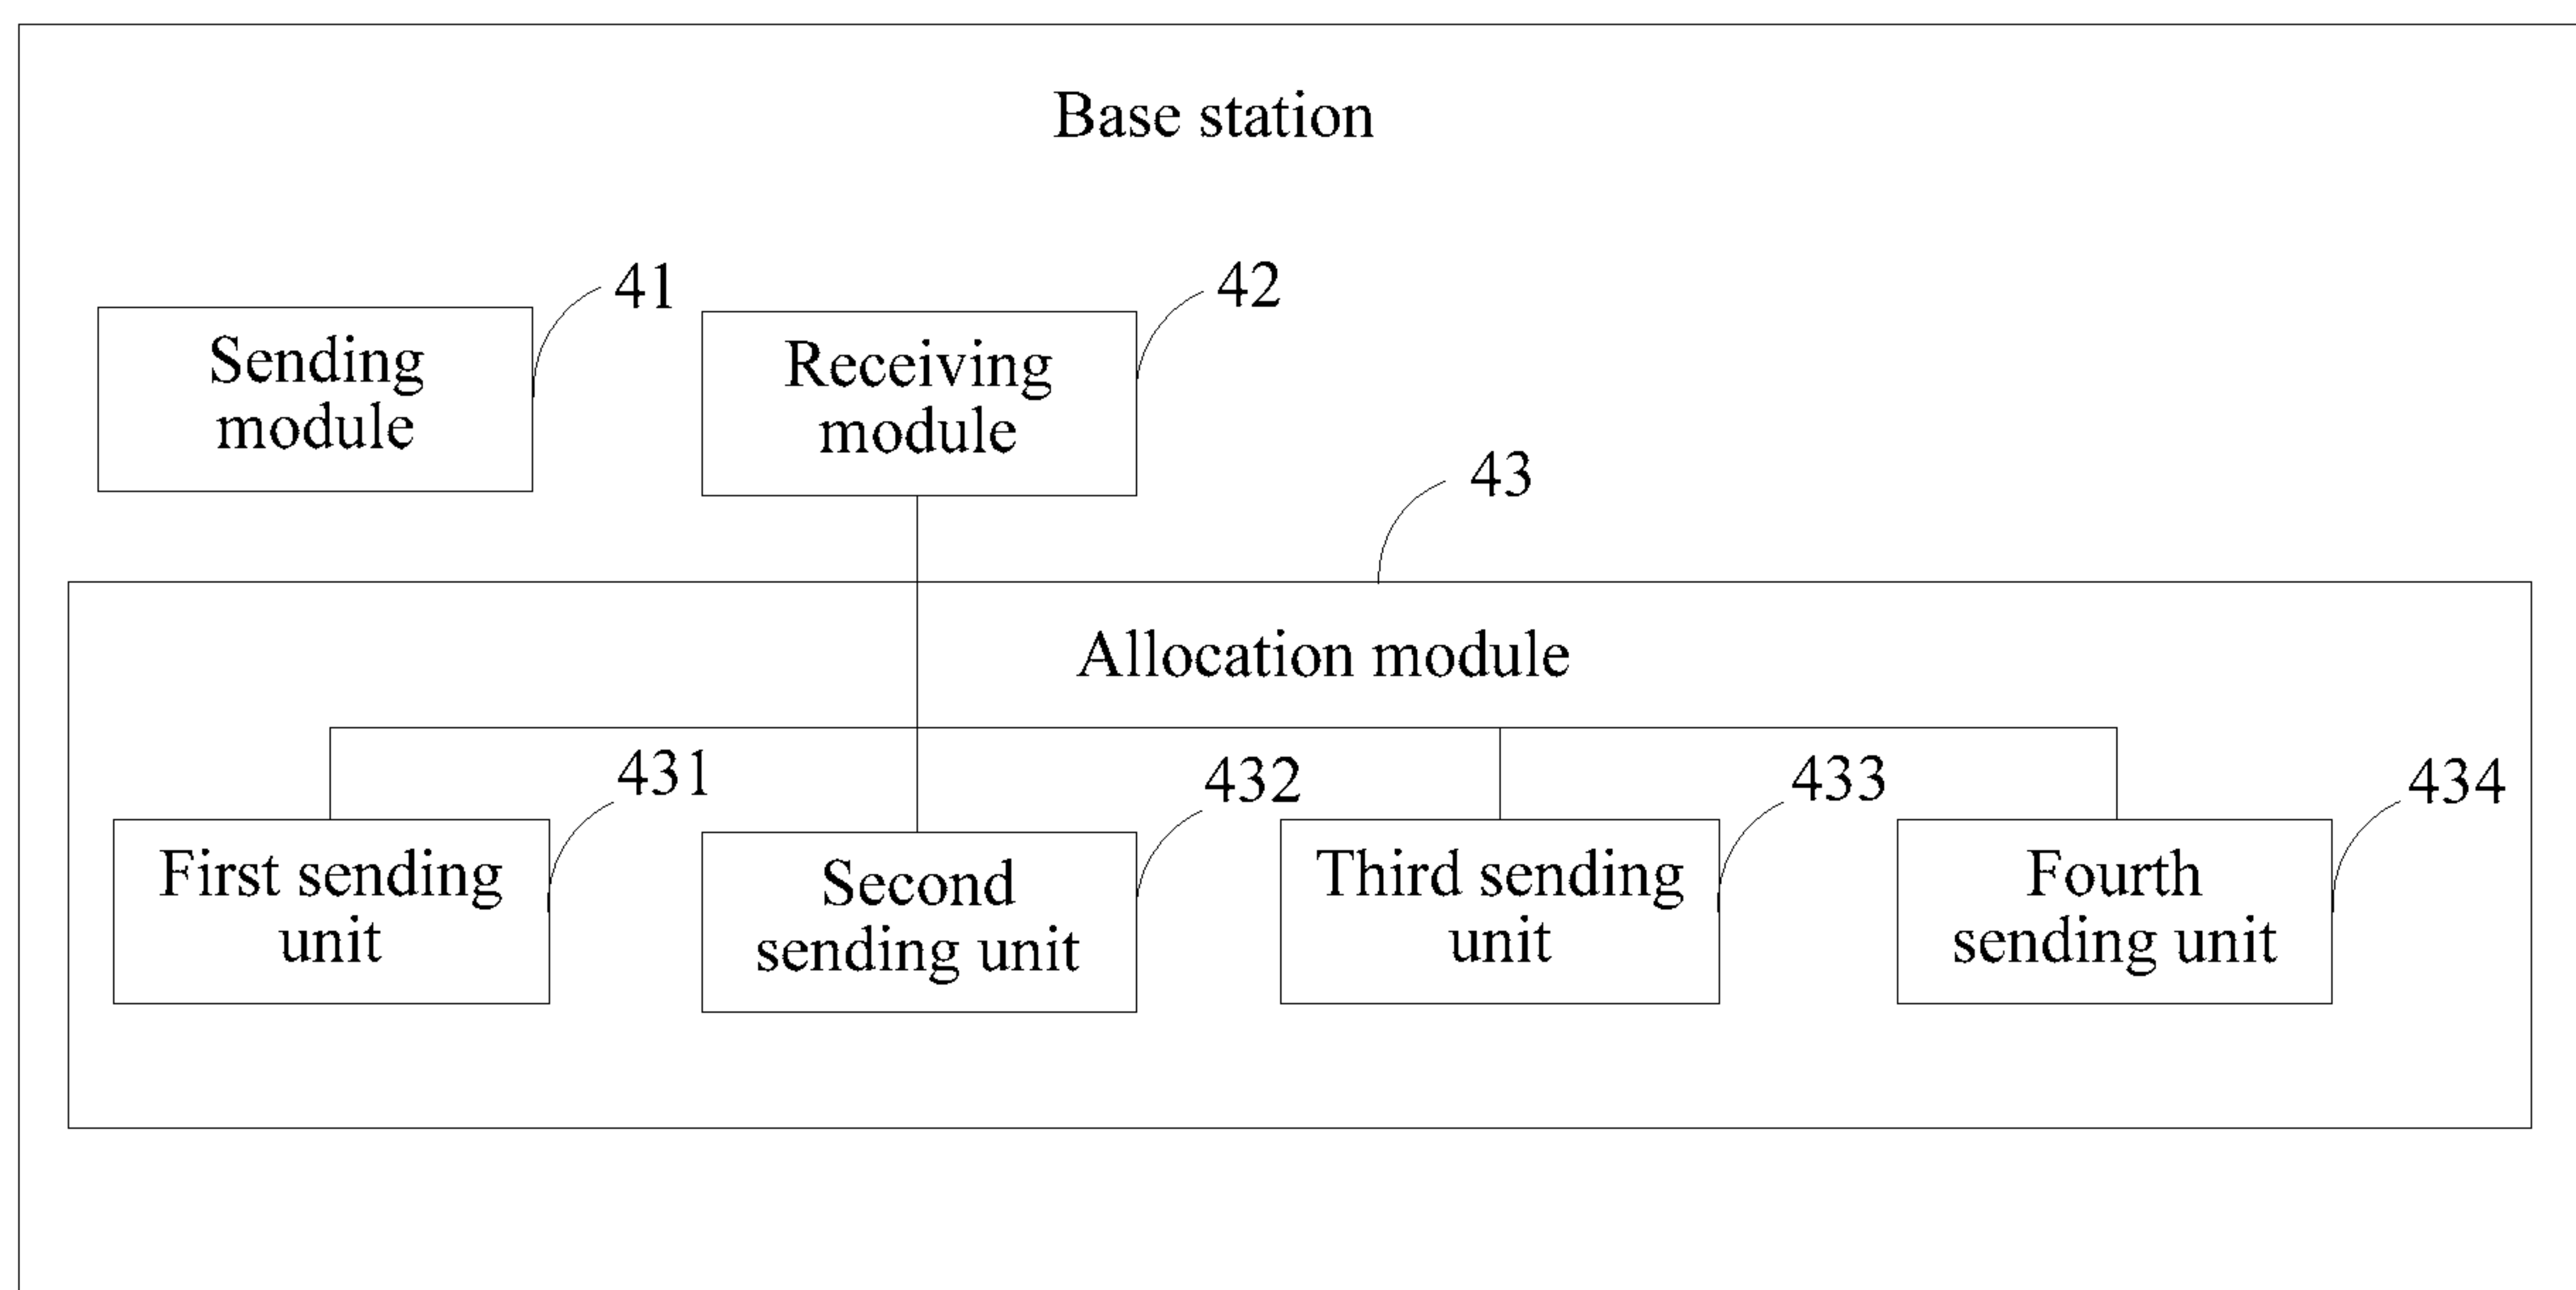 Base station
41
Sending
module
42
Receiving
module
43
Allocation module
431
First sending
unit
432
Second
sending unit
433
Third sending
unit
434
Fourth
sending unit